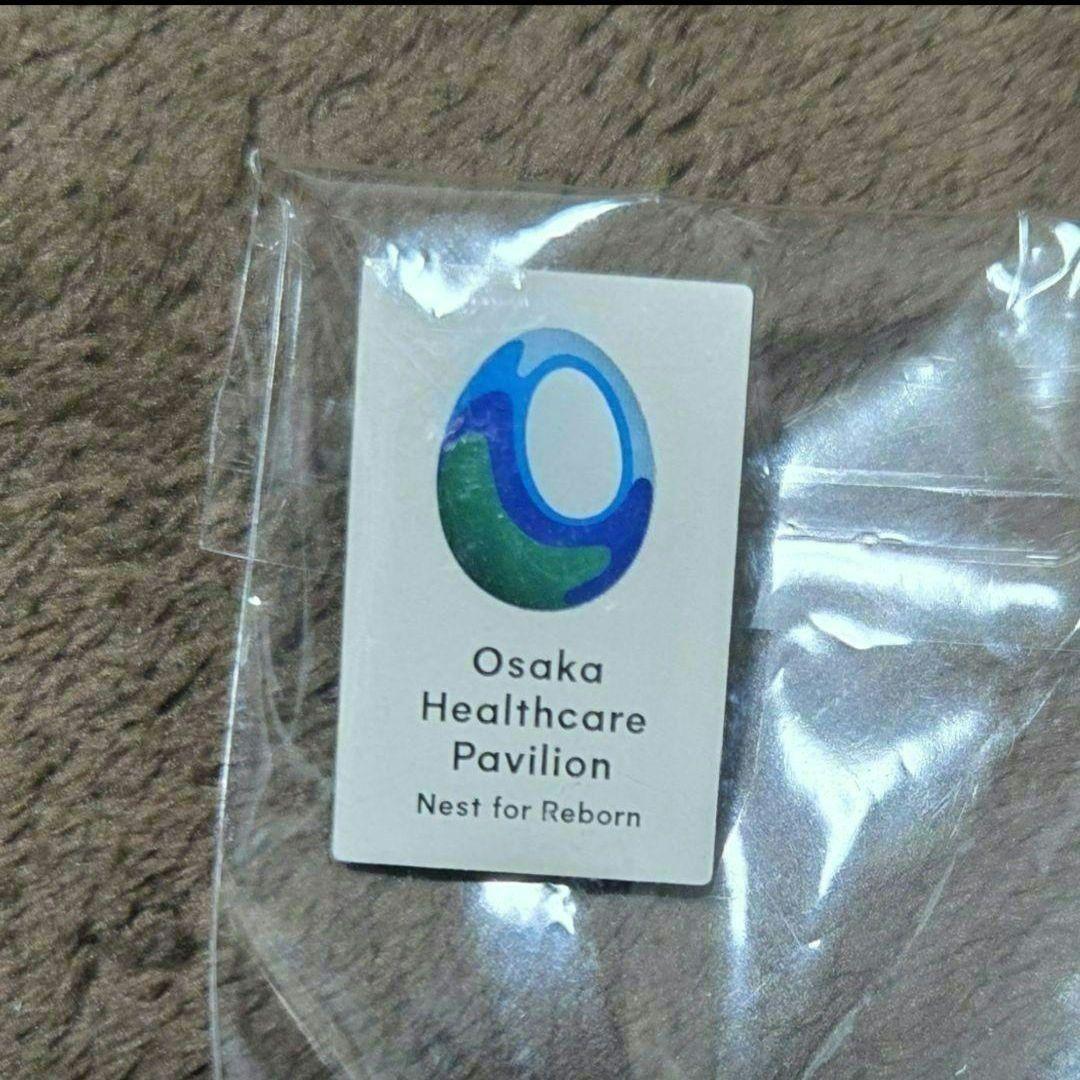 Osaka
Healthcare
Pavilion
Nest for Reborn